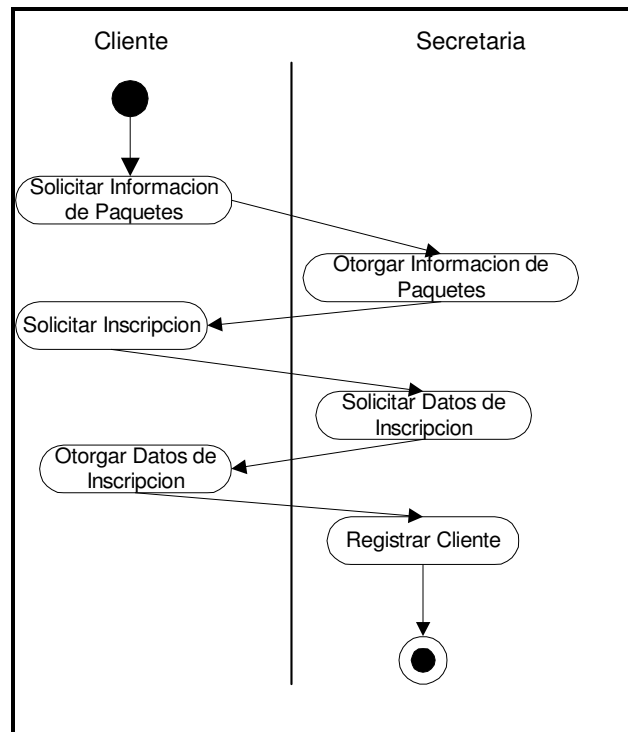 Cliente
Secretaria
Solicitar Informacion
de Paquetes
Otorgar Informacion de
Paquetes
Solicitar Inscripcion
Solicitar Datos de
Inscripcion
Otorgar Datos de
Inscripcion
Registrar Cliente